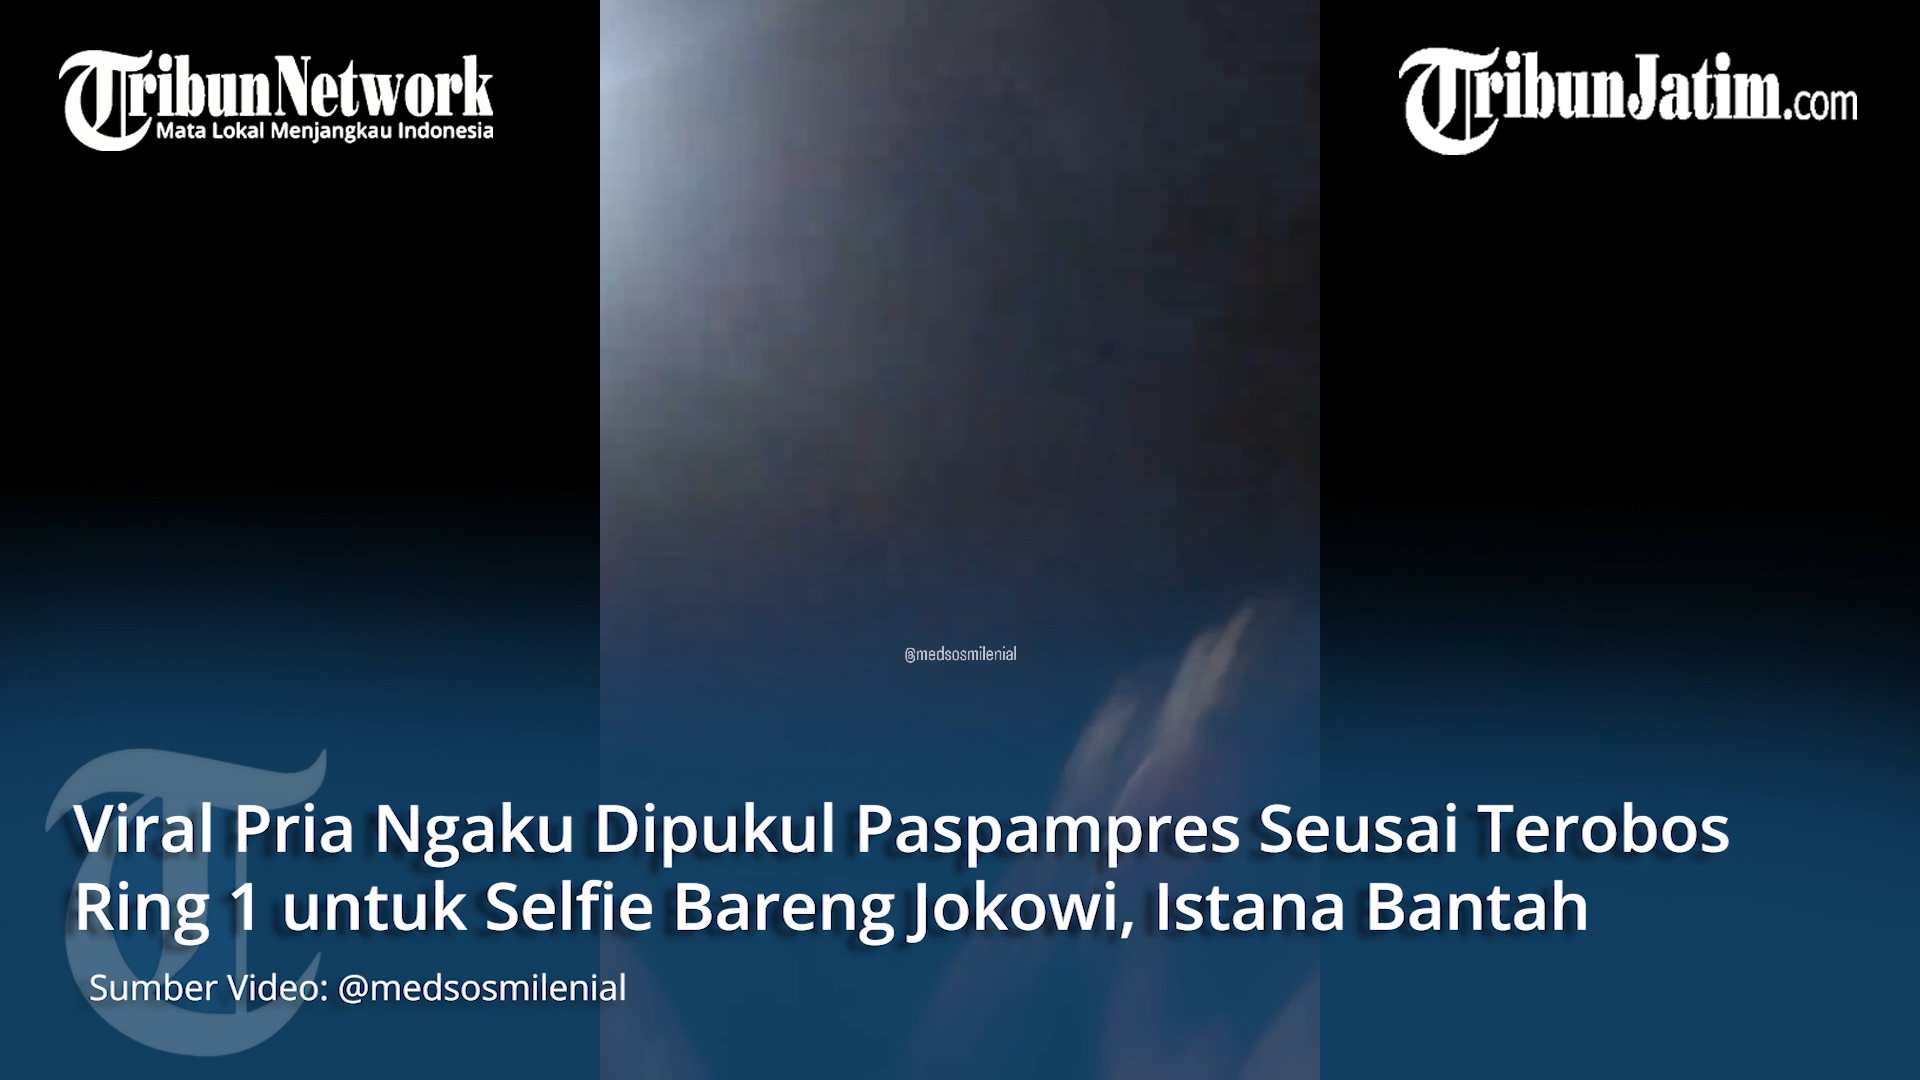 TribunNetwork
Mata Lokal Menjangkau Indonesia
TribunJatim.com
@medsosmilenial
Viral Pria Ngaku Dipukul Paspampres Seusai Terobos
Ring 1 untuk Selfie Bareng Jokowi, Istana Bantah
Sumber Video: @medsosmilenial